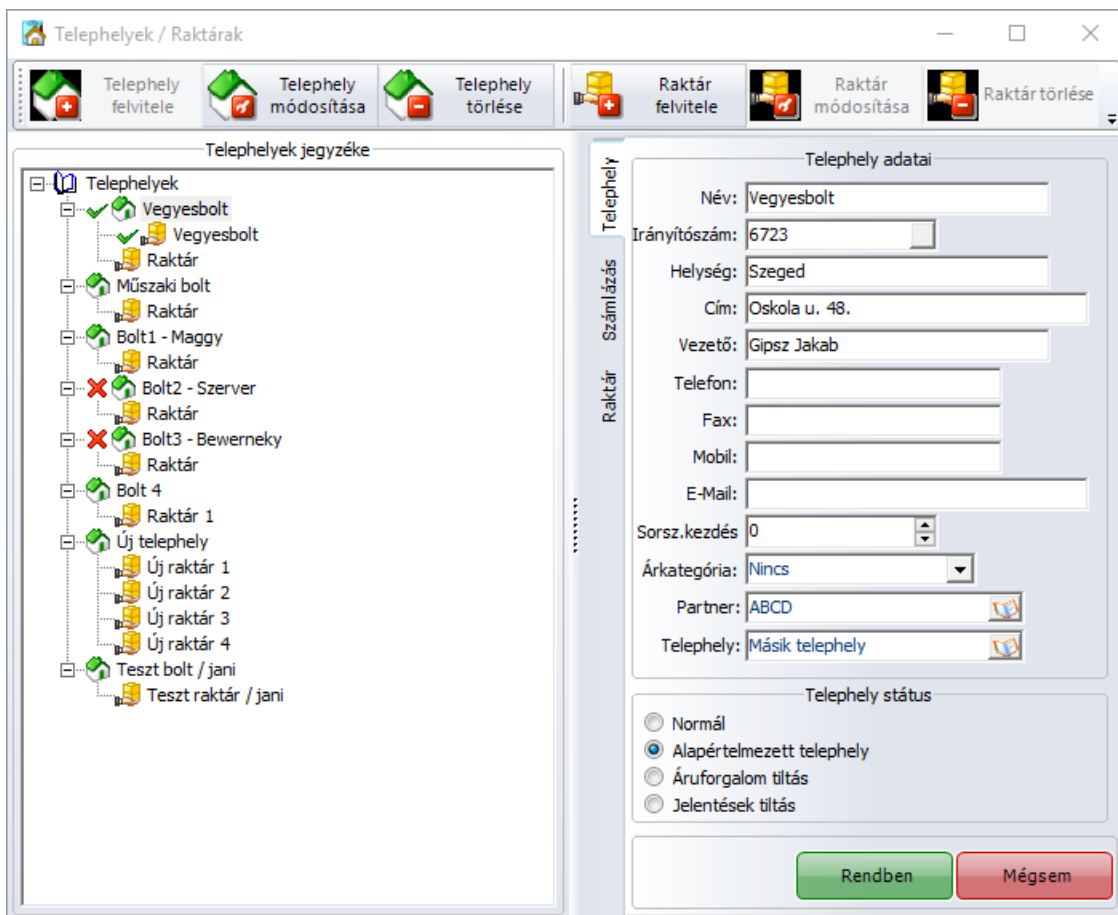 Telephelyek / Raktárak
Telephely felvitele
Telephely módosítása
Telephely törlése
Raktár felvitele
Raktár módosítása
Raktár törlése
Telephelyek jegyzéke
Telephelyek
Vegyesbolt
Vegyesbolt
Raktár
Műszaki bolt
Raktár
Bolt1 - Maggy
Raktár
Bolt2 - Szerver
Raktár
Bolt3 - Bewerneky
Raktár
Bolt 4
Raktár 1
Új telephely
Új raktár 1
Új raktár 2
Új raktár 3
Új raktár 4
Teszt bolt / jani
Teszt raktár / jani
Telephely
Számlázás
Raktár
Telephely adatai
Név: Vegyesbolt
Irányítószám: 6723
Helység: Szeged
Cím: Oskola u. 48.
Vezető: Gipsz Jakab
Telefon:
Fax:
Mobil:
E-Mail:
Sorsz.kezdés 0
Árkategória: Nincs
Partner: ABCD
Telephely: Másik telephely
Telephely státus
Normál
Alapértelmezett telephely
Áruforgalom tiltás
Jelentések tiltás
Rendben
Mégsem